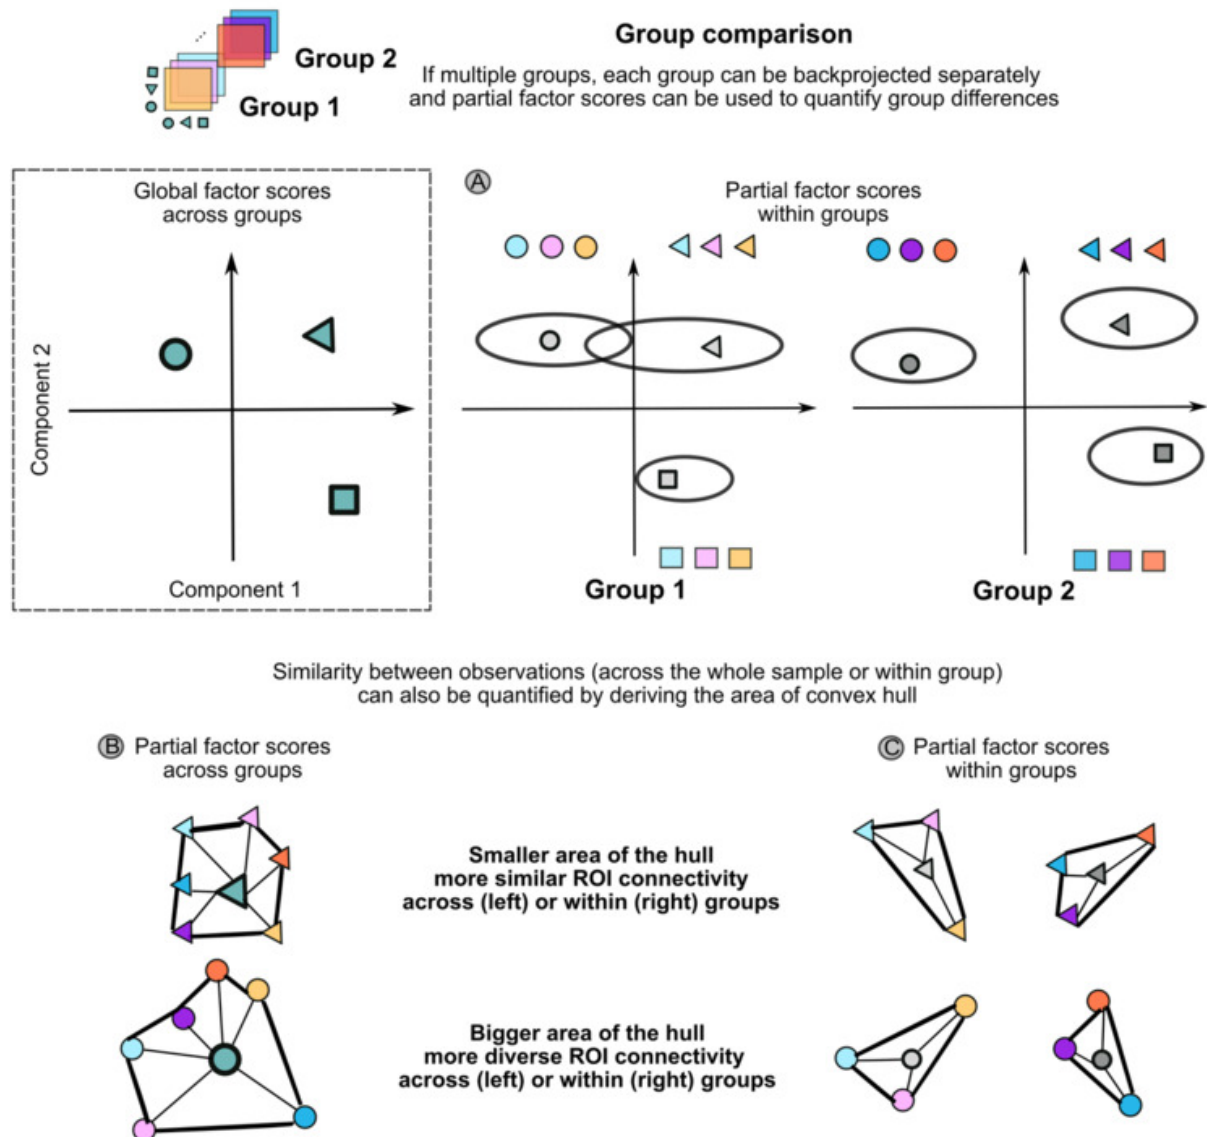 Group 2
Group 1
Group comparison
If multiple groups, each group can be backprojected separately
and partial factor scores can be used to quantify group differences
Global factor scores
across groups
Component 2
Component 1
A
Partial factor scores
within groups
Group 1
Group 2
Similarity between observations (across the whole sample or within group)
can also be quantified by deriving the area of convex hull
B Partial factor scores
across groups
C Partial factor scores
within groups
Smaller area of the hull
more similar ROI connectivity
across (left) or within (right) groups
Bigger area of the hull
more diverse ROI connectivity
across (left) or within (right) groups